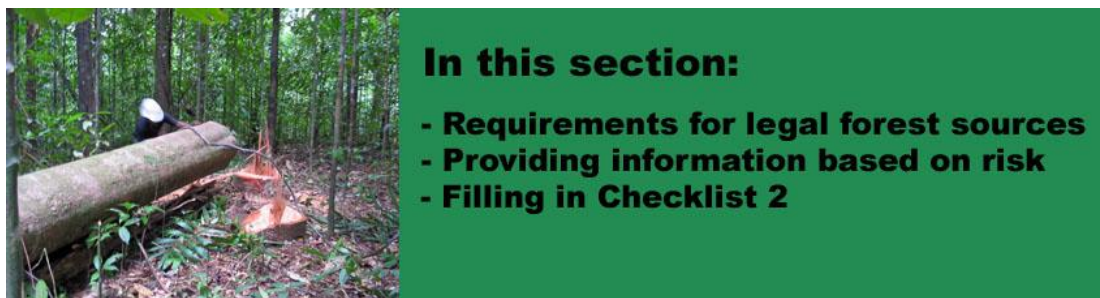 In this section:
- Requirements for legal forest sources
- Providing information based on risk
- Filling in Checklist 2